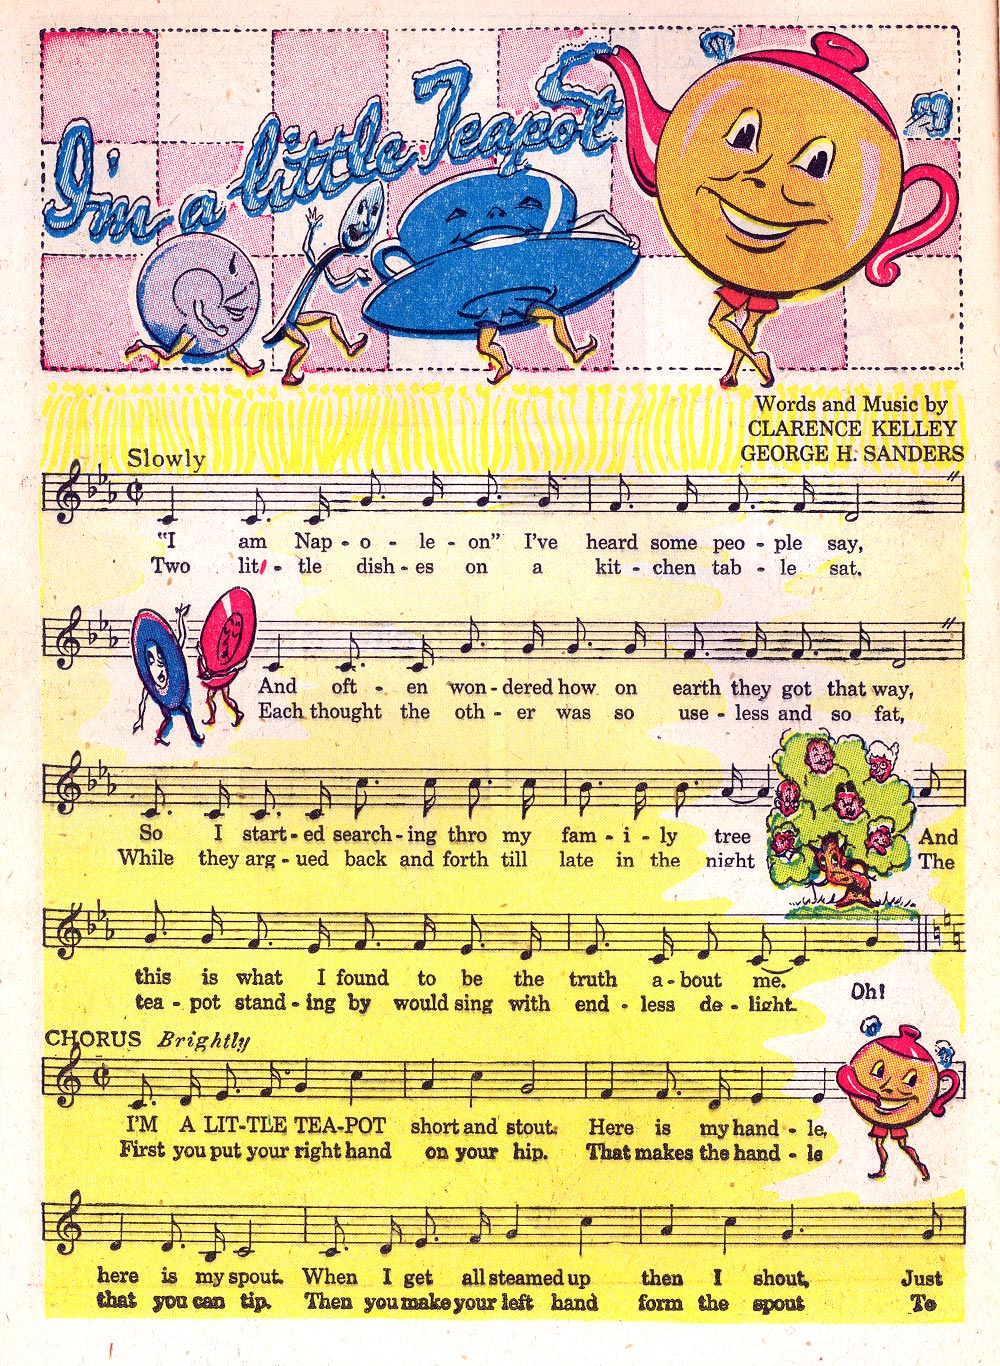 I'm a little Teapot
Words and Music by
CLARENCE KELLEY
GEORGE H. SANDERS
Slowly
"I am Nap - o - le - on" I've heard some peo - ple say,
Two lit - tle dish - es on a kit - chen tab - le sat.
And oft - en won - dered how on earth they got that way,
Each thought the oth - er was so use - less and so fat,
So I start - ed search - ing thro my fam - i - ly tree And
While they arg - ued back and forth till late in the night The
this is what I found to be the truth a - bout me.
tea - pot stand - ing by would sing with end - less de - light.
Oh!
CHORUS Brightly
I'M A LIT-TLE TEA-POT short and stout. Here is my hand - le,
First you put your right hand on your hip. That makes the hand - le
here is my spout. When I get all steamed up then I shout, Just
that you can tip. Then you make your left hand form the spout To